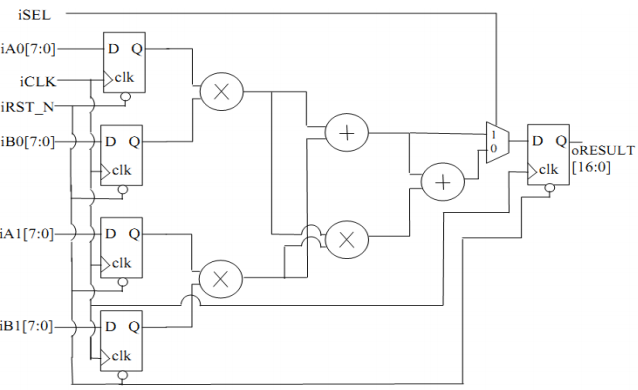 iSEL
iA0[7:0] D Q
iCLK clk
iRST_N
×
iB0[7:0] D Q
clk
+
1
0
D Q
oRESULT
[16:0]
clk
+
iA1[7:0] D Q
clk
×
×
iB1[7:0] D Q
clk